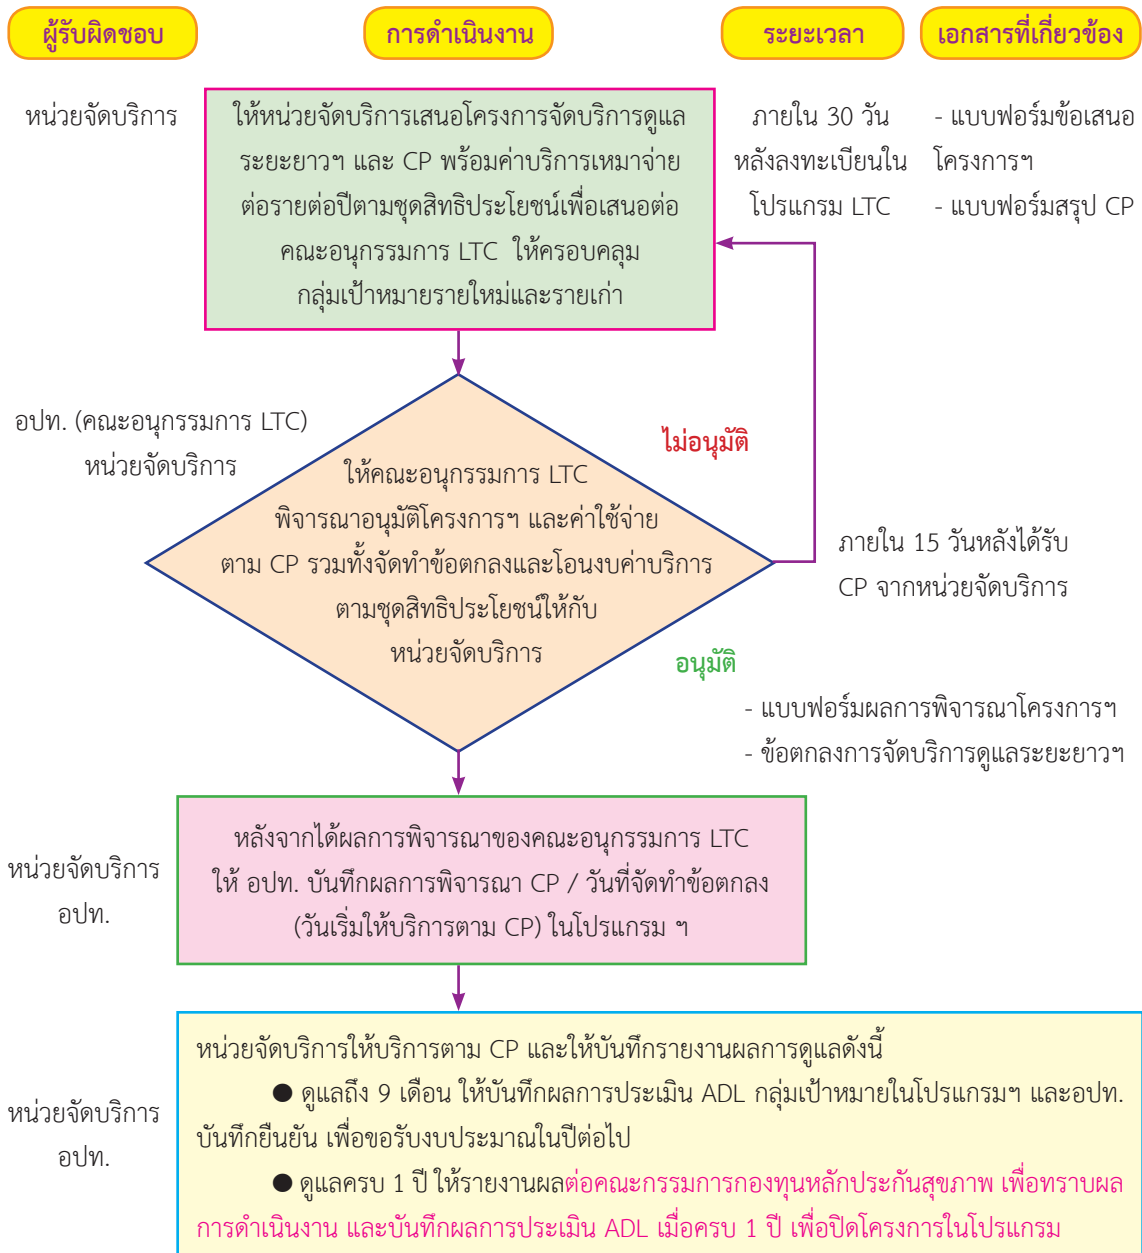 ผู้รับผิดชอบ
การดำเนินงาน
ระยะเวลา
เอกสารที่เกี่ยวข้อง
หน่วยจัดบริการ
ให้หน่วยจัดบริการเสนอโครงการจัดบริการดูแล
ระยะยาวฯ และ CP พร้อมค่าบริการเหมาจ่าย
ต่อรายต่อปีตามชุดสิทธิประโยชน์เพื่อเสนอต่อ
คณะอนุกรรมการ LTC ให้ครอบคลุม
กลุ่มเป้าหมายรายใหม่และรายเก่า
ภายใน 30 วัน
หลังลงทะเบียนใน
โปรแกรม LTC
- แบบฟอร์มข้อเสนอ
โครงการฯ
- แบบฟอร์มสรุป CP
อปท. (คณะอนุกรรมการ LTC)
หน่วยจัดบริการ
ไม่อนุมัติ
ให้คณะอนุกรรมการ LTC
พิจารณาอนุมัติโครงการฯ และค่าใช้จ่าย
ตาม CP รวมทั้งจัดทำข้อตกลงและโอนงบค่าบริการ
ตามชุดสิทธิประโยชน์ให้กับ
หน่วยจัดบริการ
ภายใน 15 วันหลังได้รับ
CP จากหน่วยจัดบริการ
อนุมัติ
- แบบฟอร์มผลการพิจารณาโครงการฯ
- ข้อตกลงการจัดบริการดูแลระยะยาวฯ
หน่วยจัดบริการ
อปท.
หลังจากได้ผลการพิจารณาของคณะอนุกรรมการ LTC
ให้ อปท. บันทึกผลการพิจารณา CP / วันที่จัดทำข้อตกลง
(วันเริ่มให้บริการตาม CP) ในโปรแกรม ฯ
หน่วยจัดบริการ
อปท.
หน่วยจัดบริการให้บริการตาม CP และให้บันทึกรายงานผลการดูแลดังนี้
● ดูแลถึง 9 เดือน ให้บันทึกผลการประเมิน ADL กลุ่มเป้าหมายในโปรแกรมฯ และอปท.
บันทึกยืนยัน เพื่อขอรับงบประมาณในปีต่อไป
● ดูแลครบ 1 ปี ให้รายงานผลต่อคณะกรรมการกองทุนหลักประกันสุขภาพ เพื่อทราบผล
การดำเนินงาน และบันทึกผลการประเมิน ADL เมื่อครบ 1 ปี เพื่อปิดโครงการในโปรแกรม